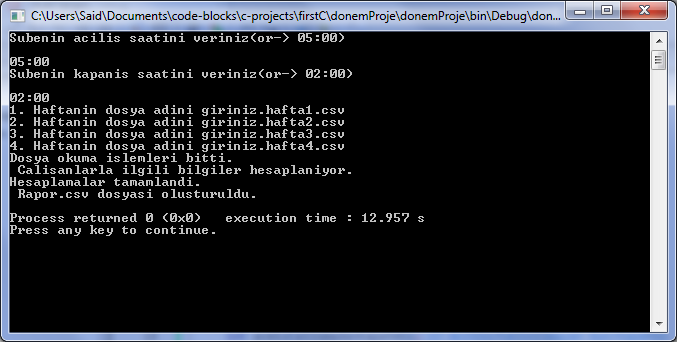 C:\Users\Said\Documents\code-blocks\c-projects\firstC\donemProje\donemProje\bin\Debug\don...
Subenin acilis saatini veriniz(or-> 05:00)
05:00
Subenin kapanis saatini veriniz(or-> 02:00)
02:00
1. Haftanin dosya adini giriniz.hafta1.csv
2. Haftanin dosya adini giriniz.hafta2.csv
3. Haftanin dosya adini giriniz.hafta3.csv
4. Haftanin dosya adini giriniz.hafta4.csv
Dosya okuma islemleri bitti.
Calisanlarla ilgili bilgiler hesaplaniyor.
Hesaplamalar tamamlandi.
Rapor.csv dosyasi olusturuldu.
Process returned 0 (0x0)   execution time : 12.957 s
Press any key to continue.